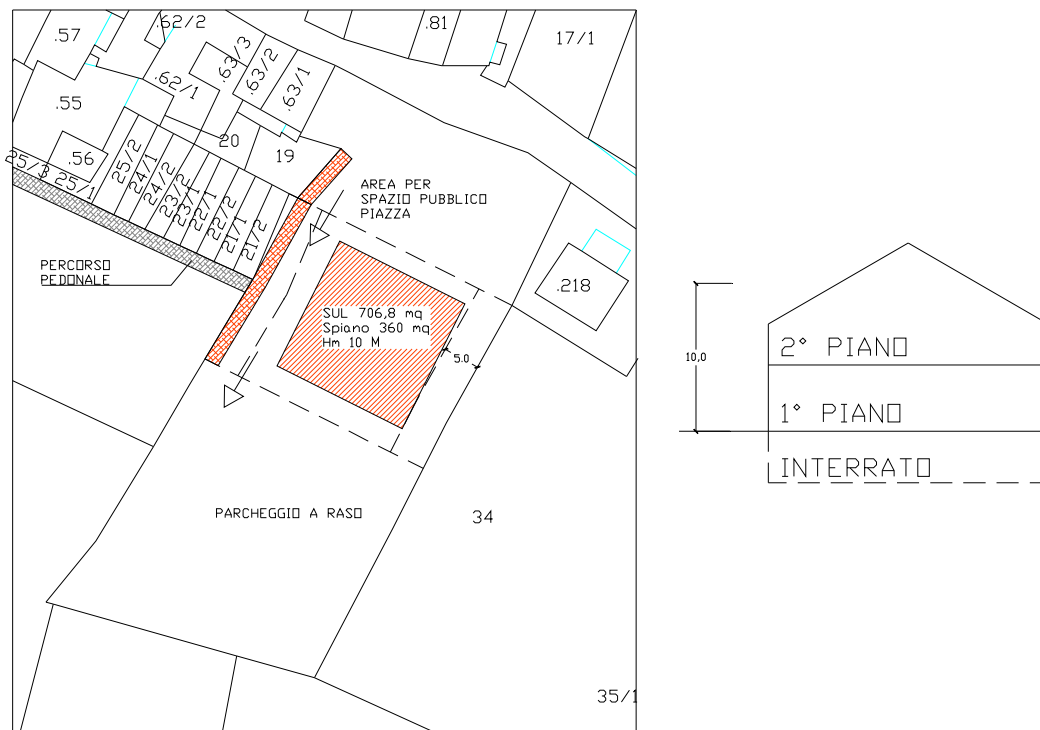 .62/2
.81
.57
17/1
.63/3
.63/2
.62/1
.63/1
.55
20
19
.56
25/3
25/1
25/2
24/1
24/2
23/2
23/1
22/1
22/2
21/1
21/2
AREA PER
SPAZIO PUBBLICO
PIAZZA
PERCORSO
PEDONALE
.218
SUL 706,8 mq
Spiano 360 mq
Hm 10 M
5.0
10,0
2° PIANO
1° PIANO
INTERRATO
PARCHEGGIO A RASO
34
35/1